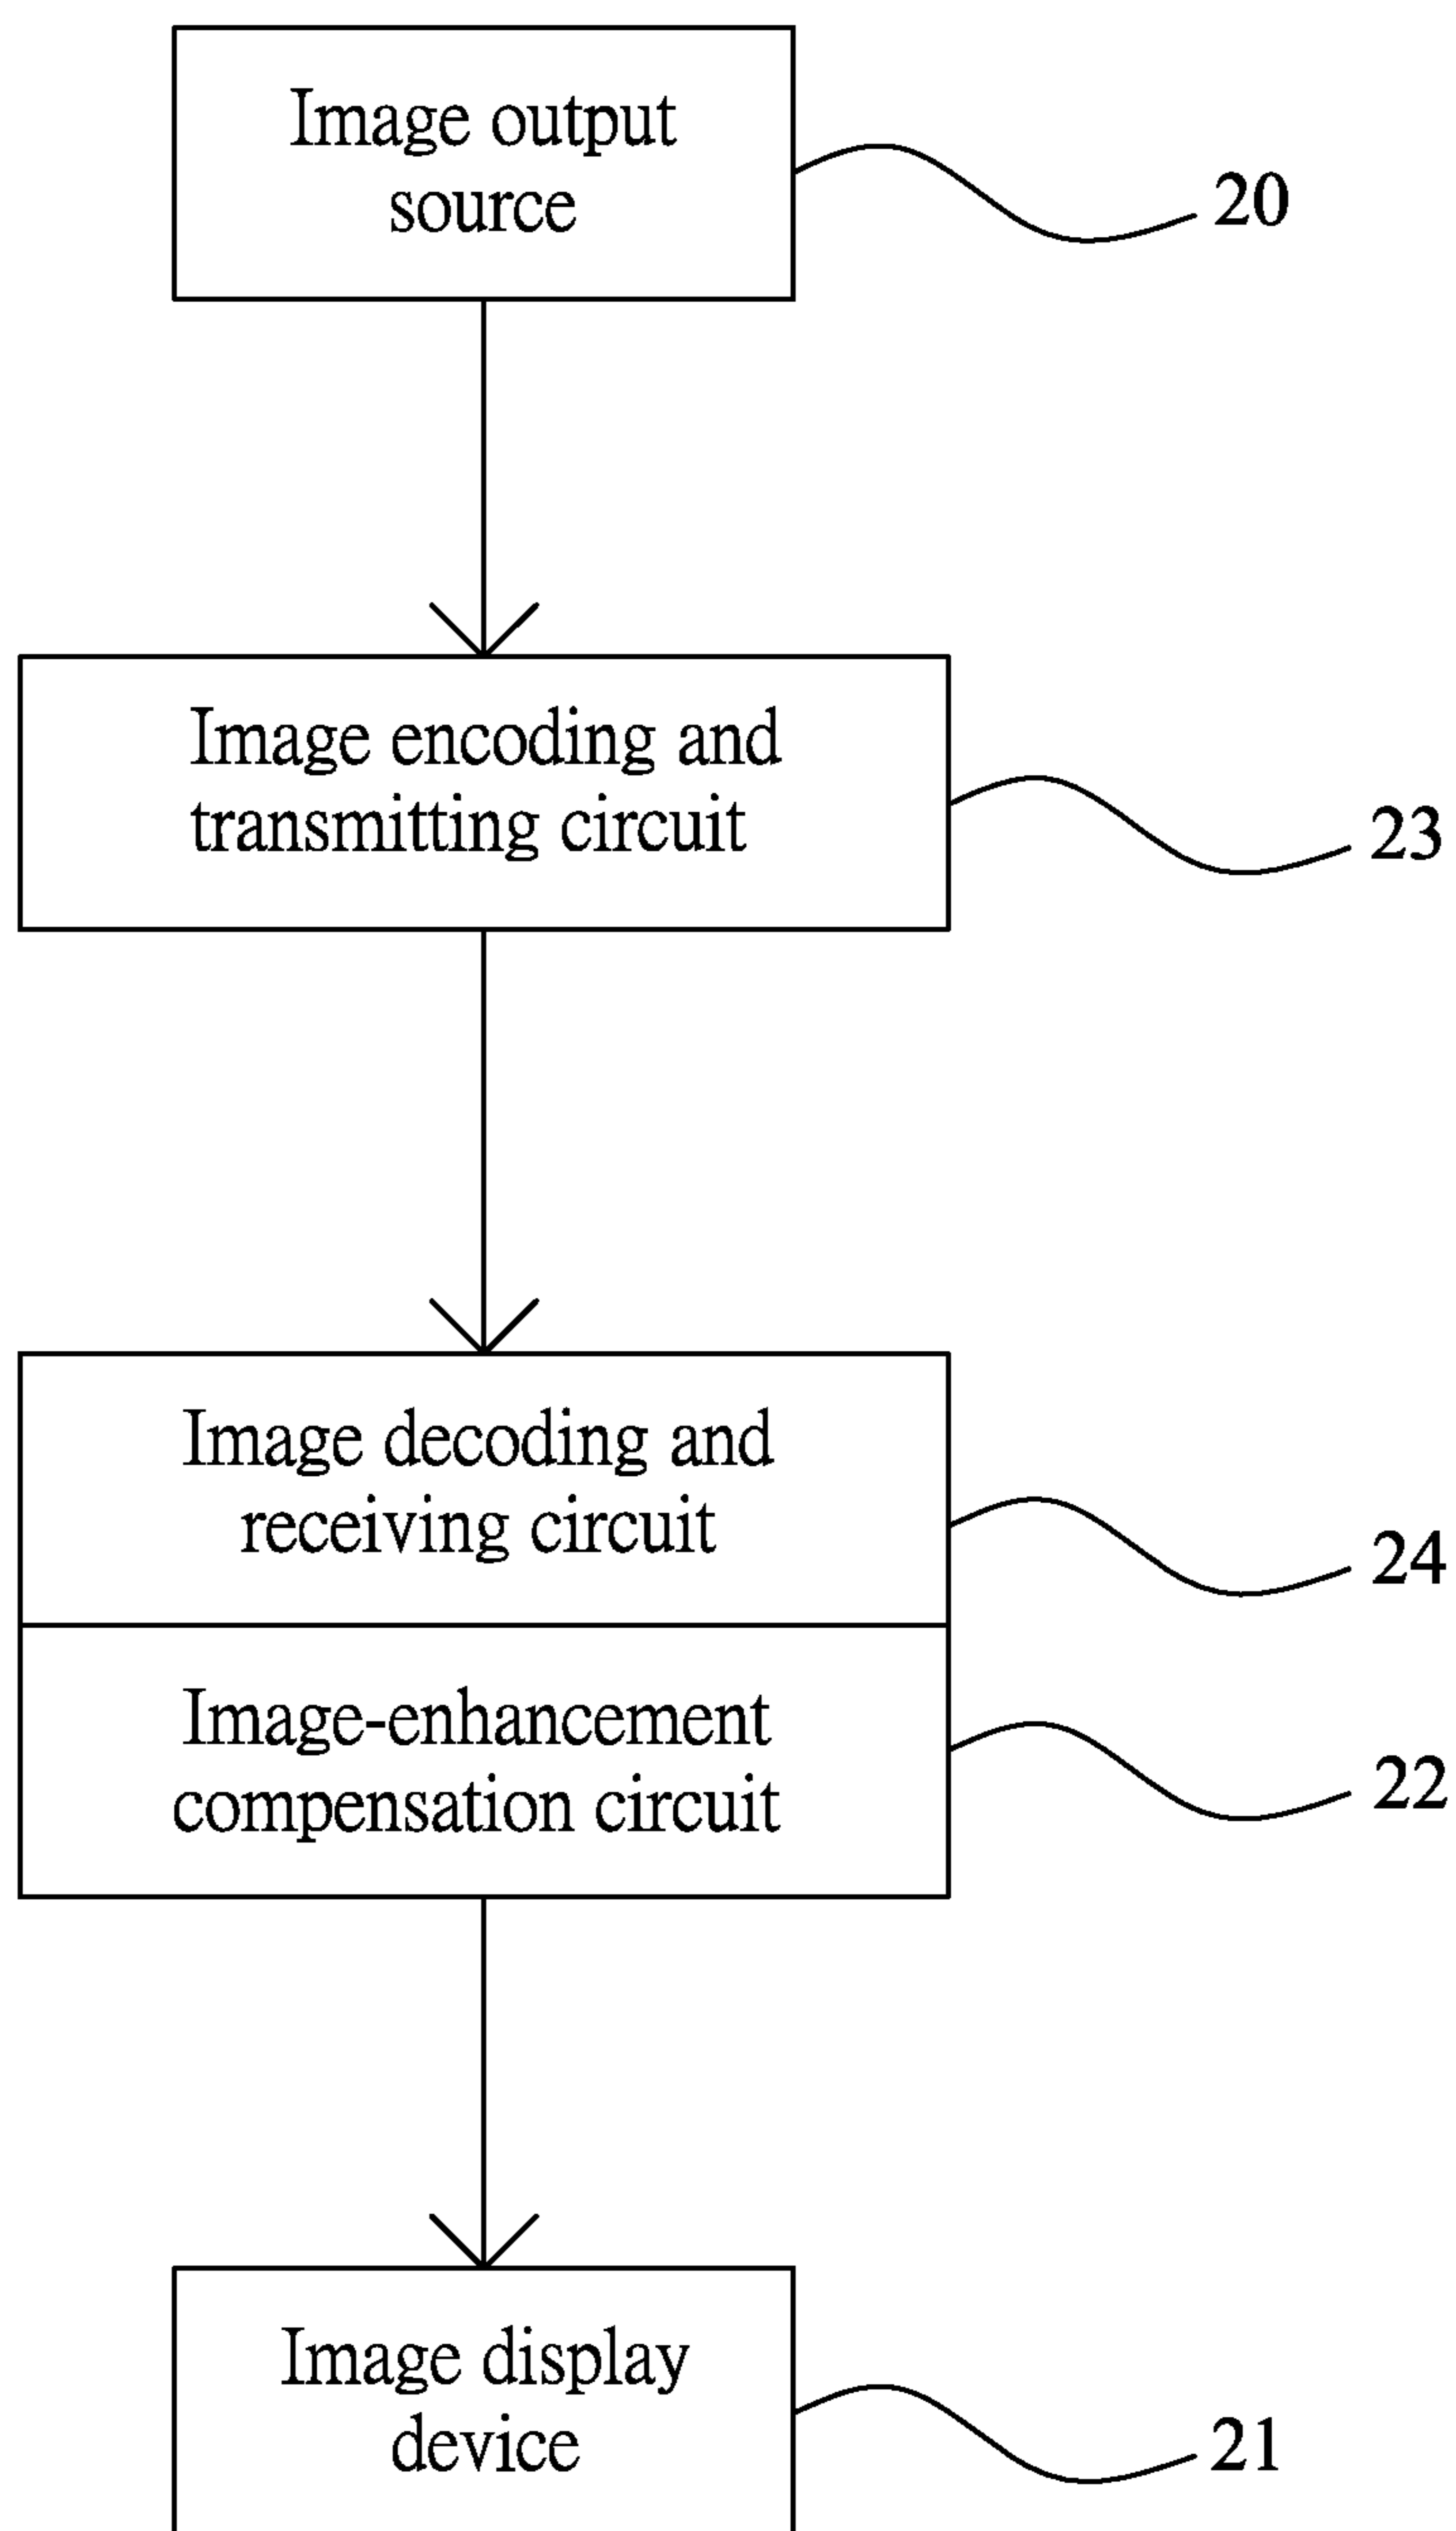 Image output
source
20
Image encoding and
transmitting circuit
23
Image decoding and
receiving circuit
24
Image-enhancement
compensation circuit
22
Image display
device
21